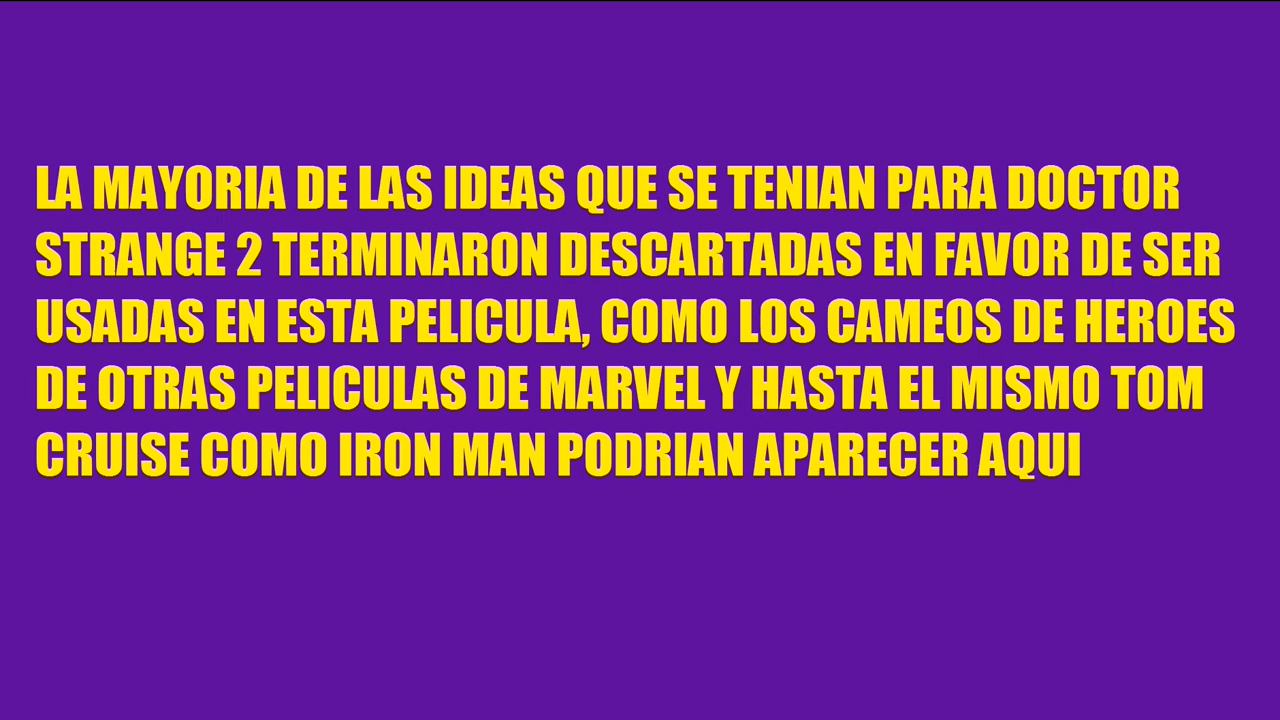 LA MAYORIA DE LAS IDEAS QUE SE TENIAN PARA DOCTOR
STRANGE 2 TERMINARON DESCARTADAS EN FAVOR DE SER
USADAS EN ESTA PELICULA, COMO LOS CAMEOS DE HEROES
DE OTRAS PELICULAS DE MARVEL Y HASTA EL MISMO TOM
CRUISE COMO IRON MAN PODRIAN APARECER AQUI